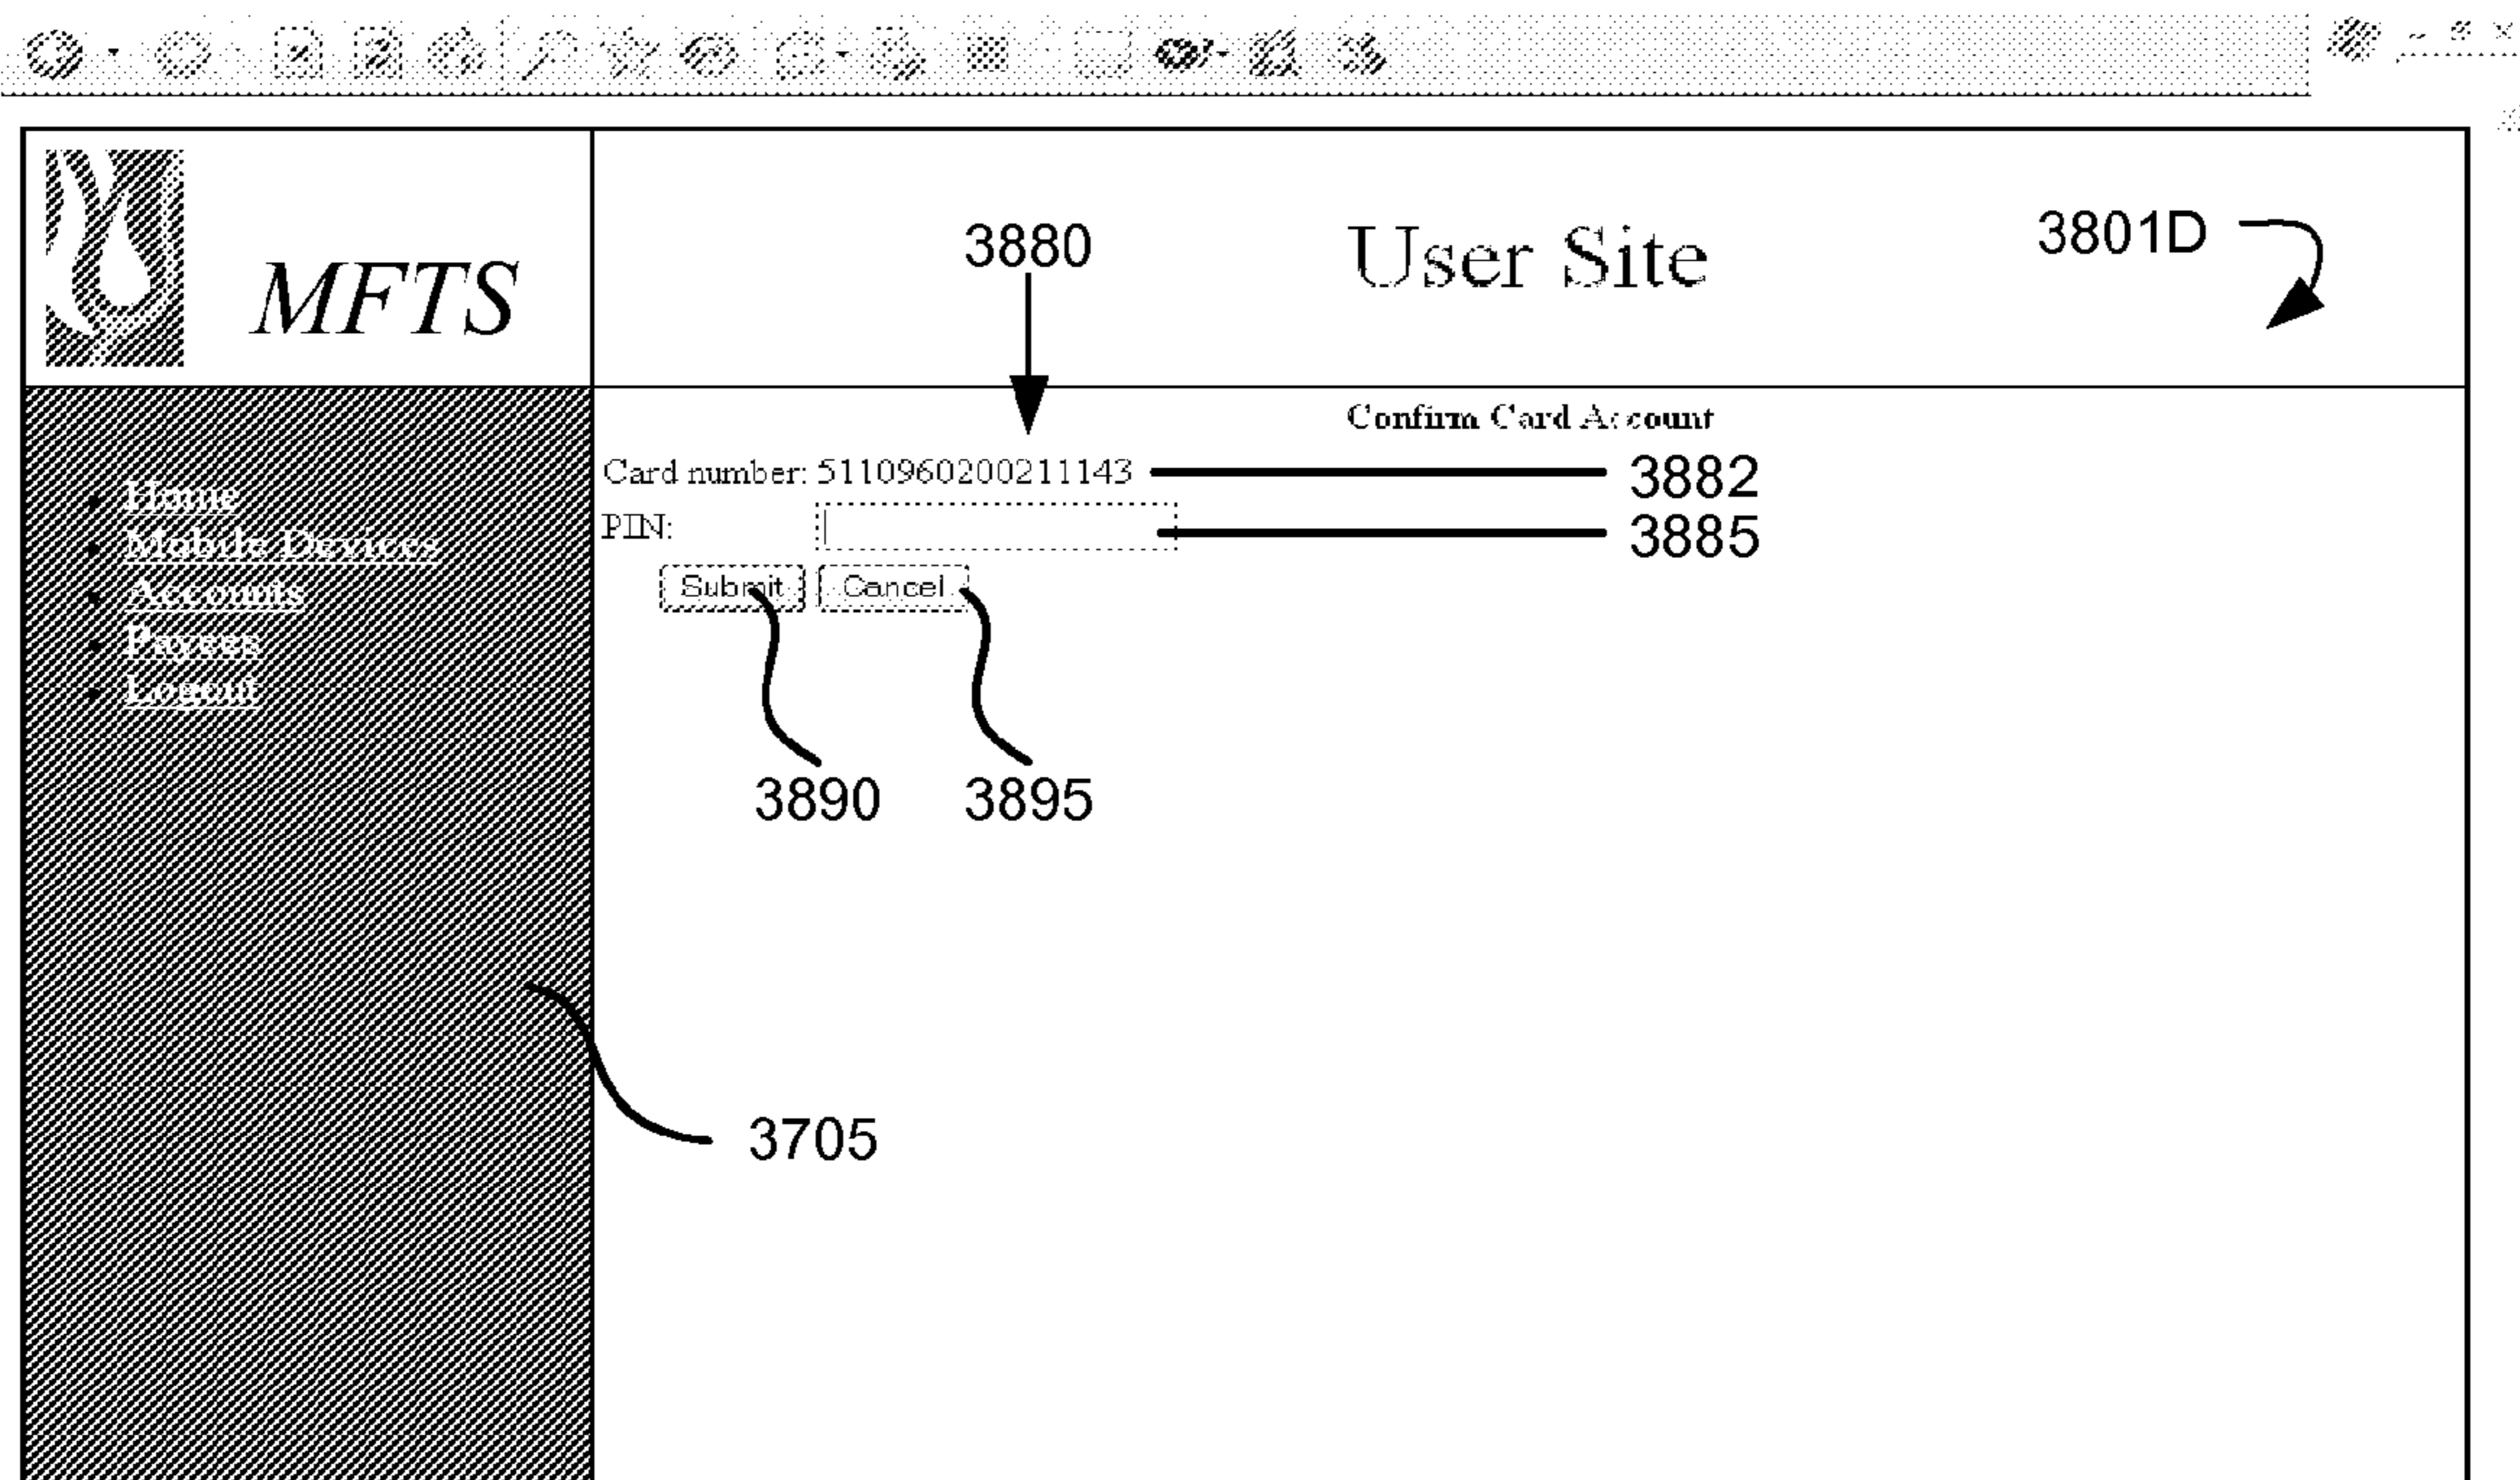 3880
User Site
3801D
MFTS
Confirm Card Account
Card number: 5110960200211143
3882
PIN:
3885
Submit
Cancel
3890
3895
Home
Mobile Devices
Accounts
Payees
Logout
3705